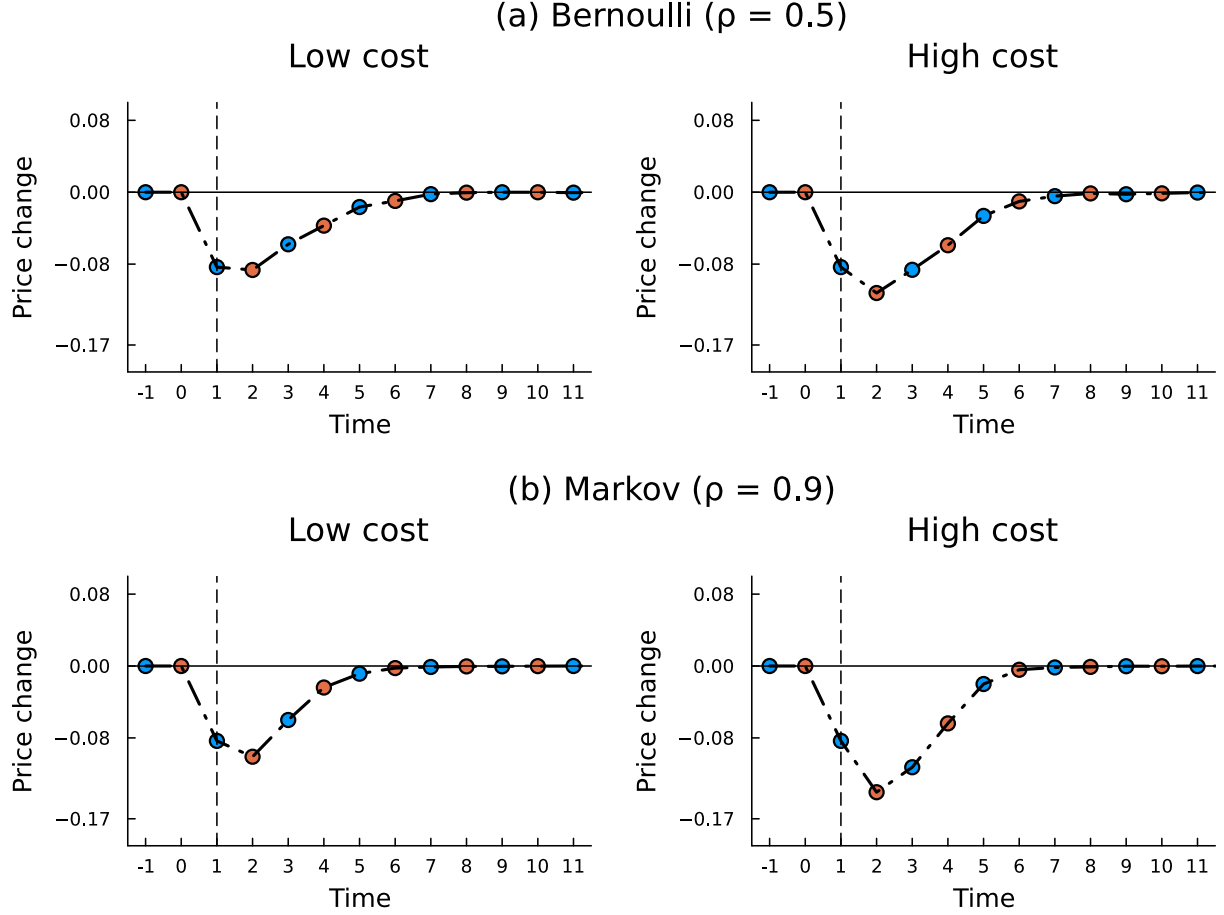 (a) Bernoulli (ρ = 0.5)
Low cost
High cost
0.08
0.00
−0.08
−0.17
Price change
-1 0 1 2 3 4 5 6 7 8 9 10 11
Time
0.08
0.00
−0.08
−0.17
Price change
-1 0 1 2 3 4 5 6 7 8 9 10 11
Time
(b) Markov (ρ = 0.9)
Low cost
High cost
0.08
0.00
−0.08
−0.17
Price change
-1 0 1 2 3 4 5 6 7 8 9 10 11
Time
0.08
0.00
−0.08
−0.17
Price change
-1 0 1 2 3 4 5 6 7 8 9 10 11
Time